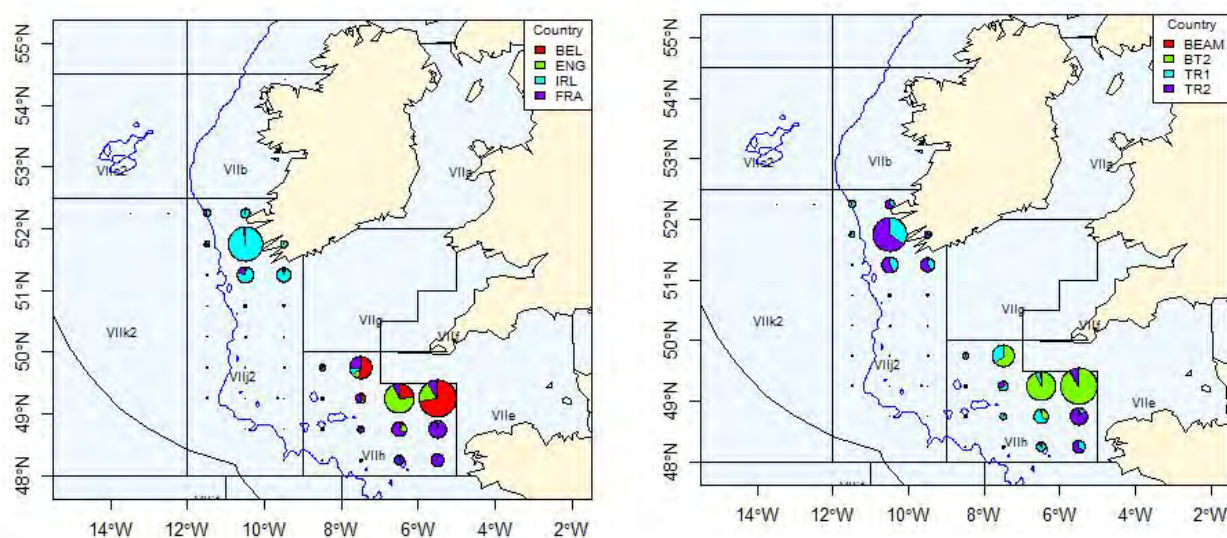 Country
BEL
ENG
IRL
FRA
55°N
54°N
53°N
52°N
51°N
50°N
49°N
48°N
VIIb
VIIa
VIIk2
VIIg
VIIf
VIIj2
VIIe
VIIh
14°W
12°W
10°W
8°W
6°W
4°W
2°W
Country
BEAM
BT2
TR1
TR2
55°N
54°N
53°N
52°N
51°N
50°N
49°N
48°N
VIIb
VIIa
VIIk2
VIIg
VIIf
VIIj2
VIIe
VIIh
14°W
12°W
10°W
8°W
6°W
4°W
2°W